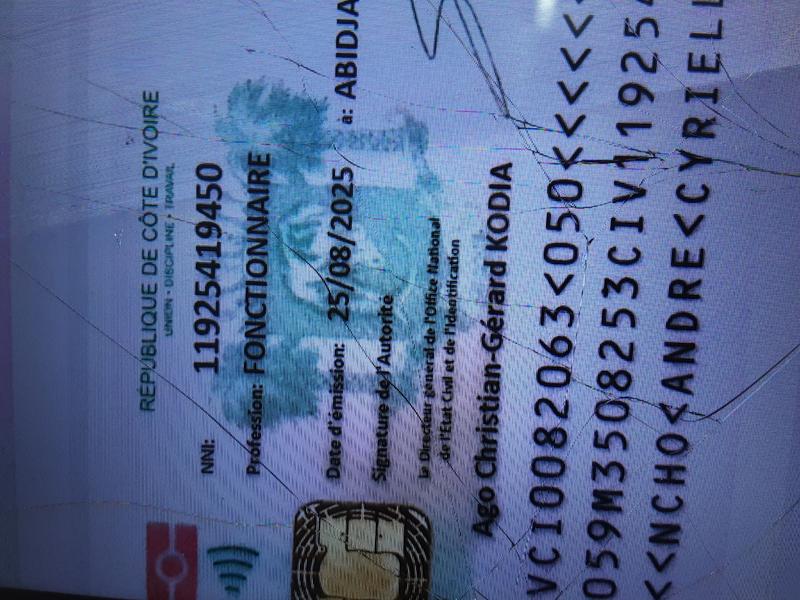 RÉPUBLIQUE DE CÔTE D'IVOIRE
UNION - DISCIPLINE - TRAVAIL
NNI: 11925419450
Profession: FONCTIONNAIRE
Date d'émission: 25/08/2025 à: ABIDJA
Signature de l'Autorité
Le Directeur général de l'Office National
de l'Etat Civil et de l'Identification
Ago Christian-Gérard KODIA
VCI0082063<050<<<<<<
059M3508253CIV119254
<<NCHO<ANDRE<CYRIELL